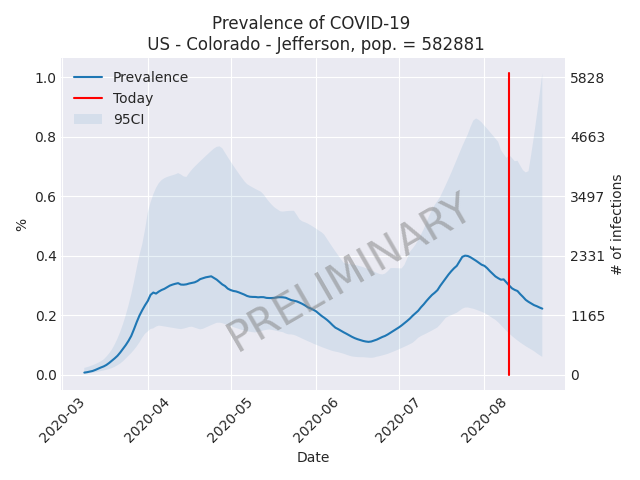 Prevalence of COVID-19
US - Colorado - Jefferson, pop. = 582881
Prevalence
Today
95CI
1.0
0.8
0.6
0.4
0.2
0.0
%
5828
4663
3497
2331
1165
0
# of infections
PRELIMINARY
2020-03
2020-04
2020-05
2020-06
2020-07
2020-08
Date